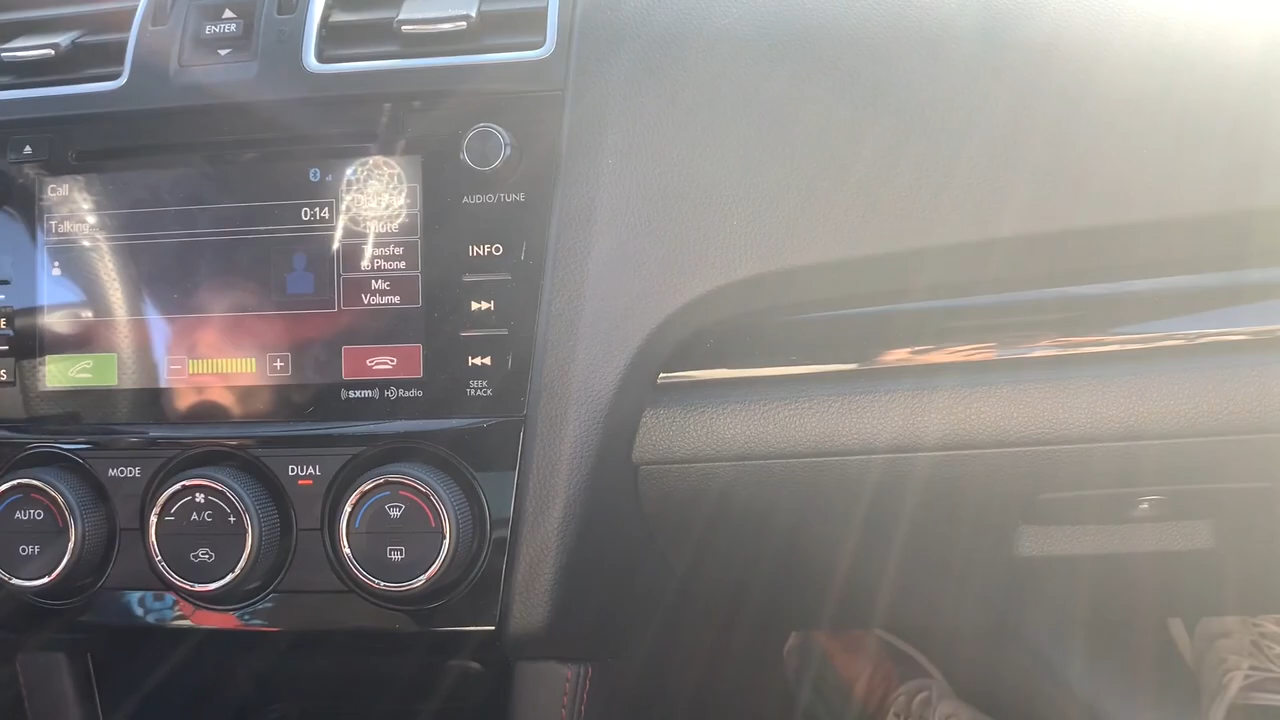 ENTER
Call
0:14
Talking...
Mute
Transfer
to Phone
Mic
Volume
AUDIO/TUNE
INFO
SEEK
TRACK
E
S
((sxm)) HD Radio
MODE
DUAL
AUTO
OFF
A/C
- +